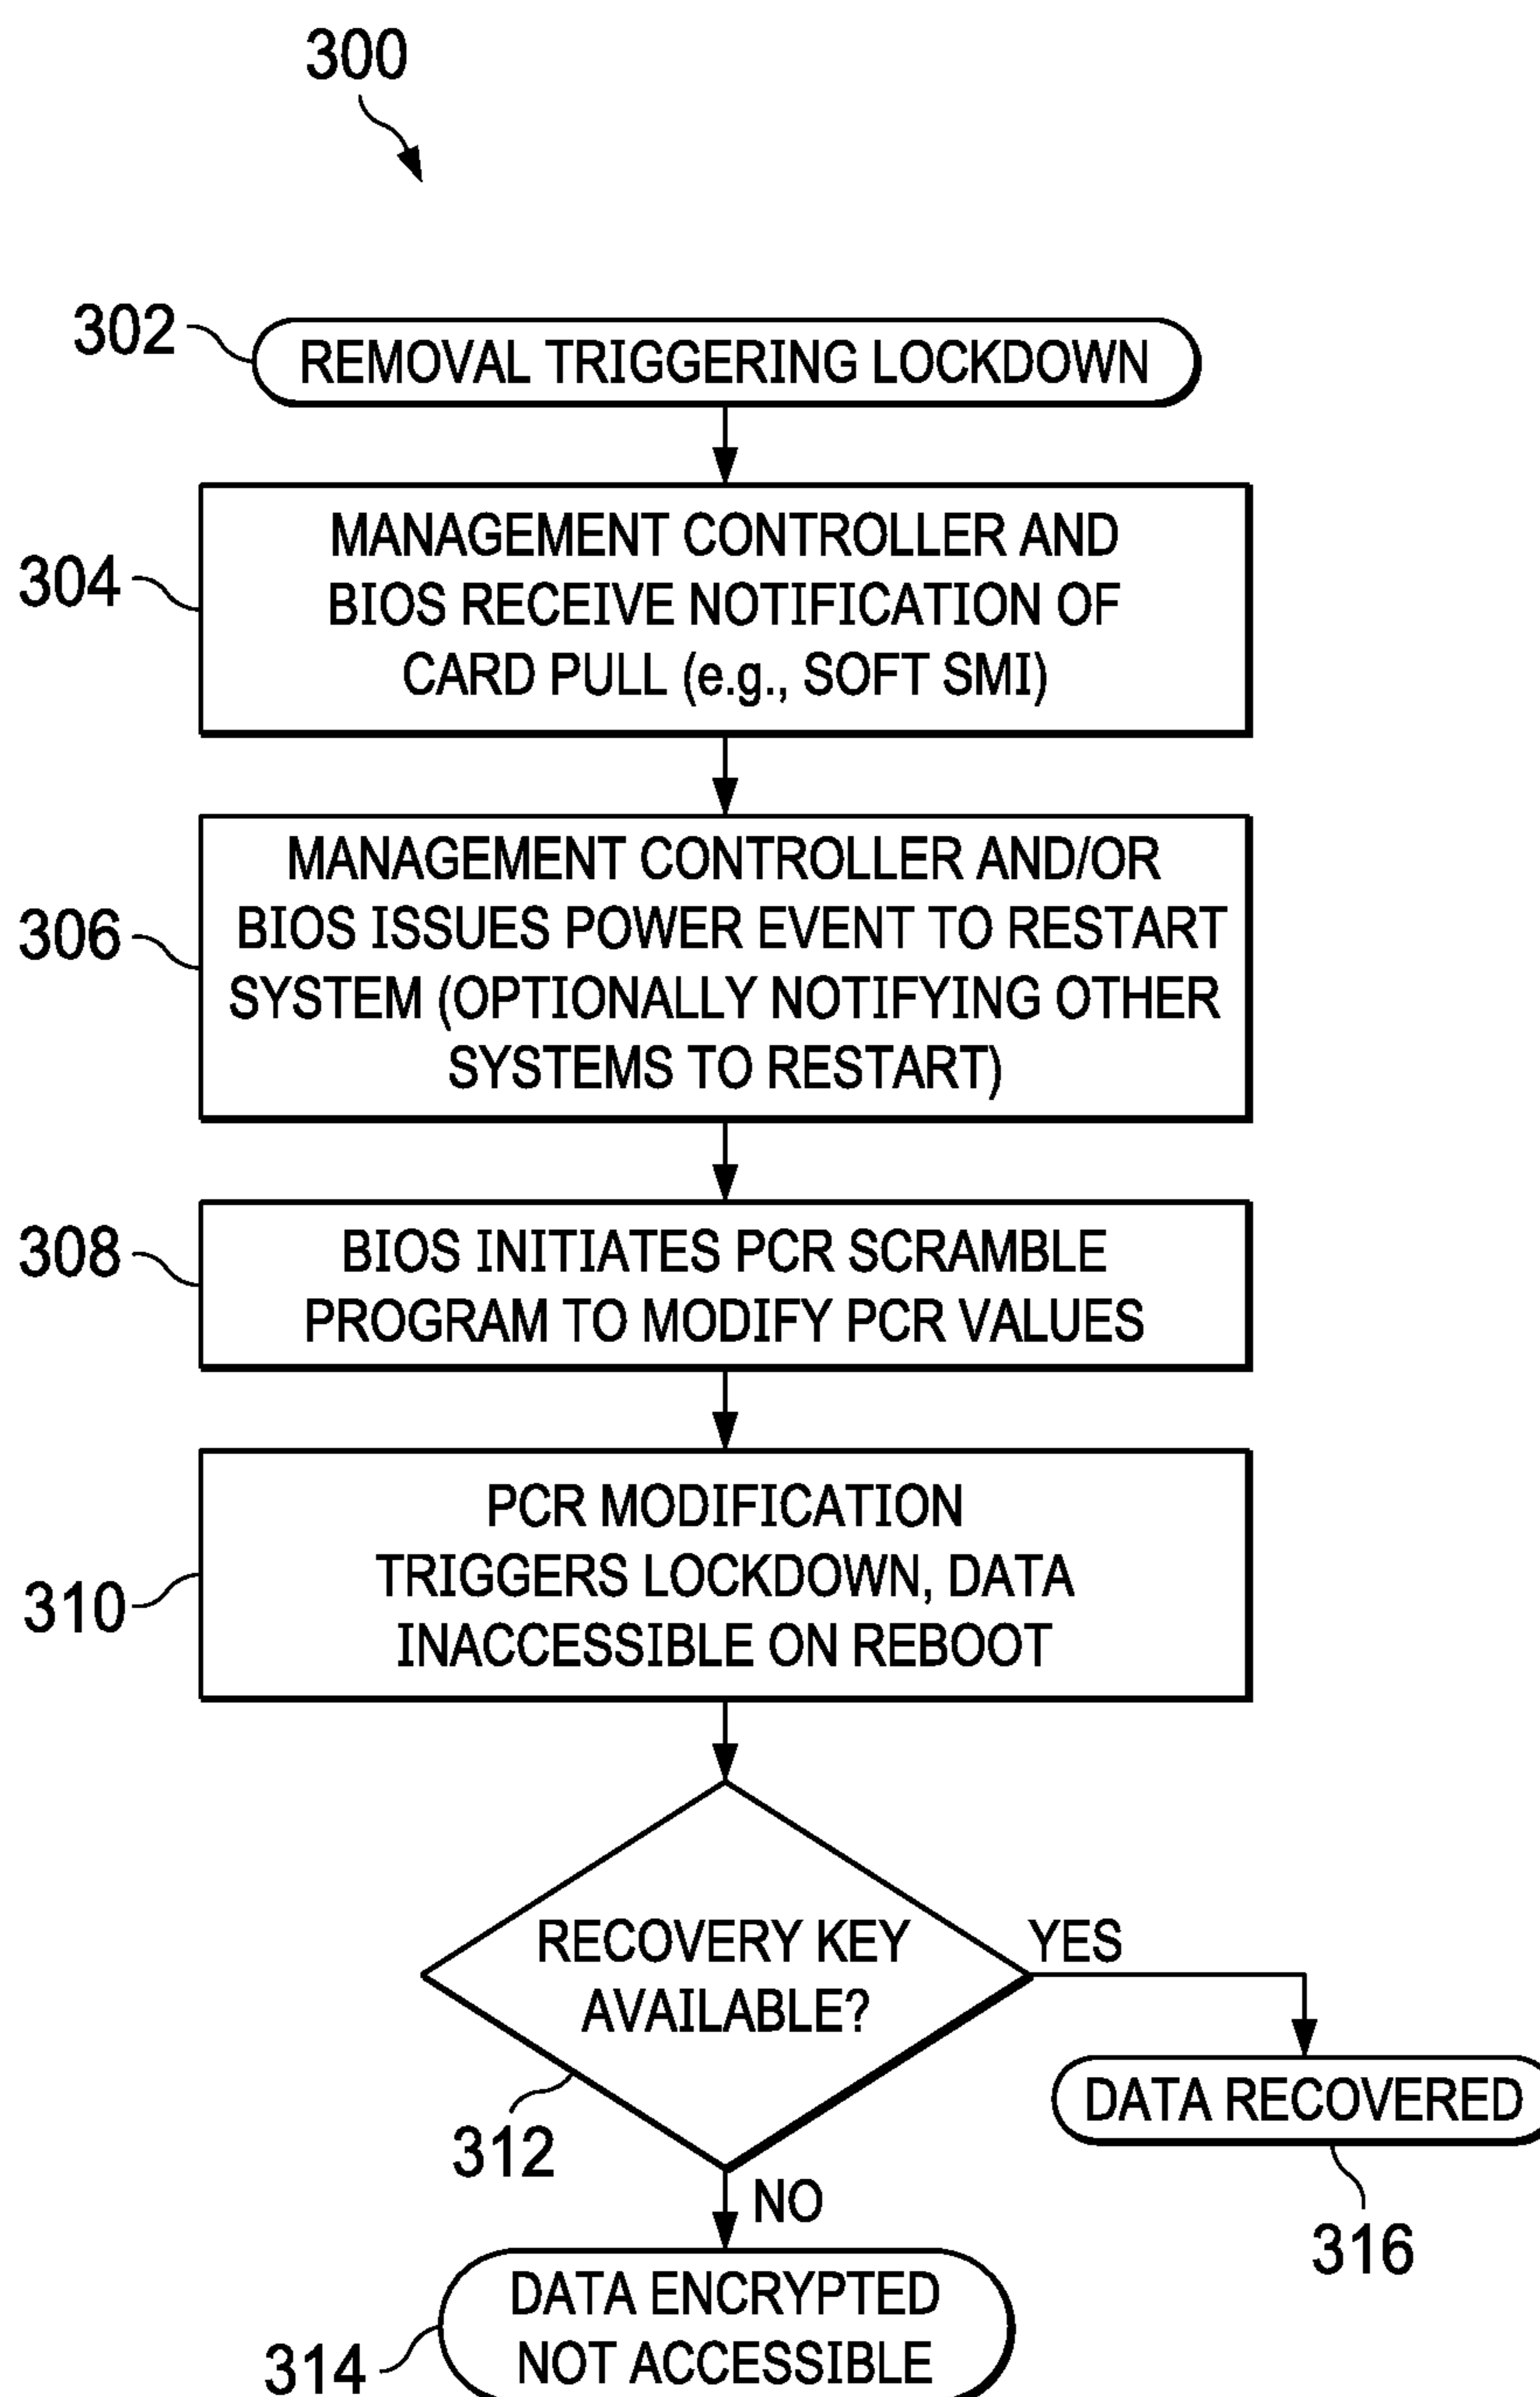 300
302
REMOVAL TRIGGERING LOCKDOWN
304
MANAGEMENT CONTROLLER AND
BIOS RECEIVE NOTIFICATION OF
CARD PULL (e.g., SOFT SMI)
306
MANAGEMENT CONTROLLER AND/OR
BIOS ISSUES POWER EVENT TO RESTART
SYSTEM (OPTIONALLY NOTIFYING OTHER
SYSTEMS TO RESTART)
308
BIOS INITIATES PCR SCRAMBLE
PROGRAM TO MODIFY PCR VALUES
310
PCR MODIFICATION
TRIGGERS LOCKDOWN, DATA
INACCESSIBLE ON REBOOT
RECOVERY KEY
AVAILABLE?
YES
312
DATA RECOVERED
316
NO
314
DATA ENCRYPTED
NOT ACCESSIBLE